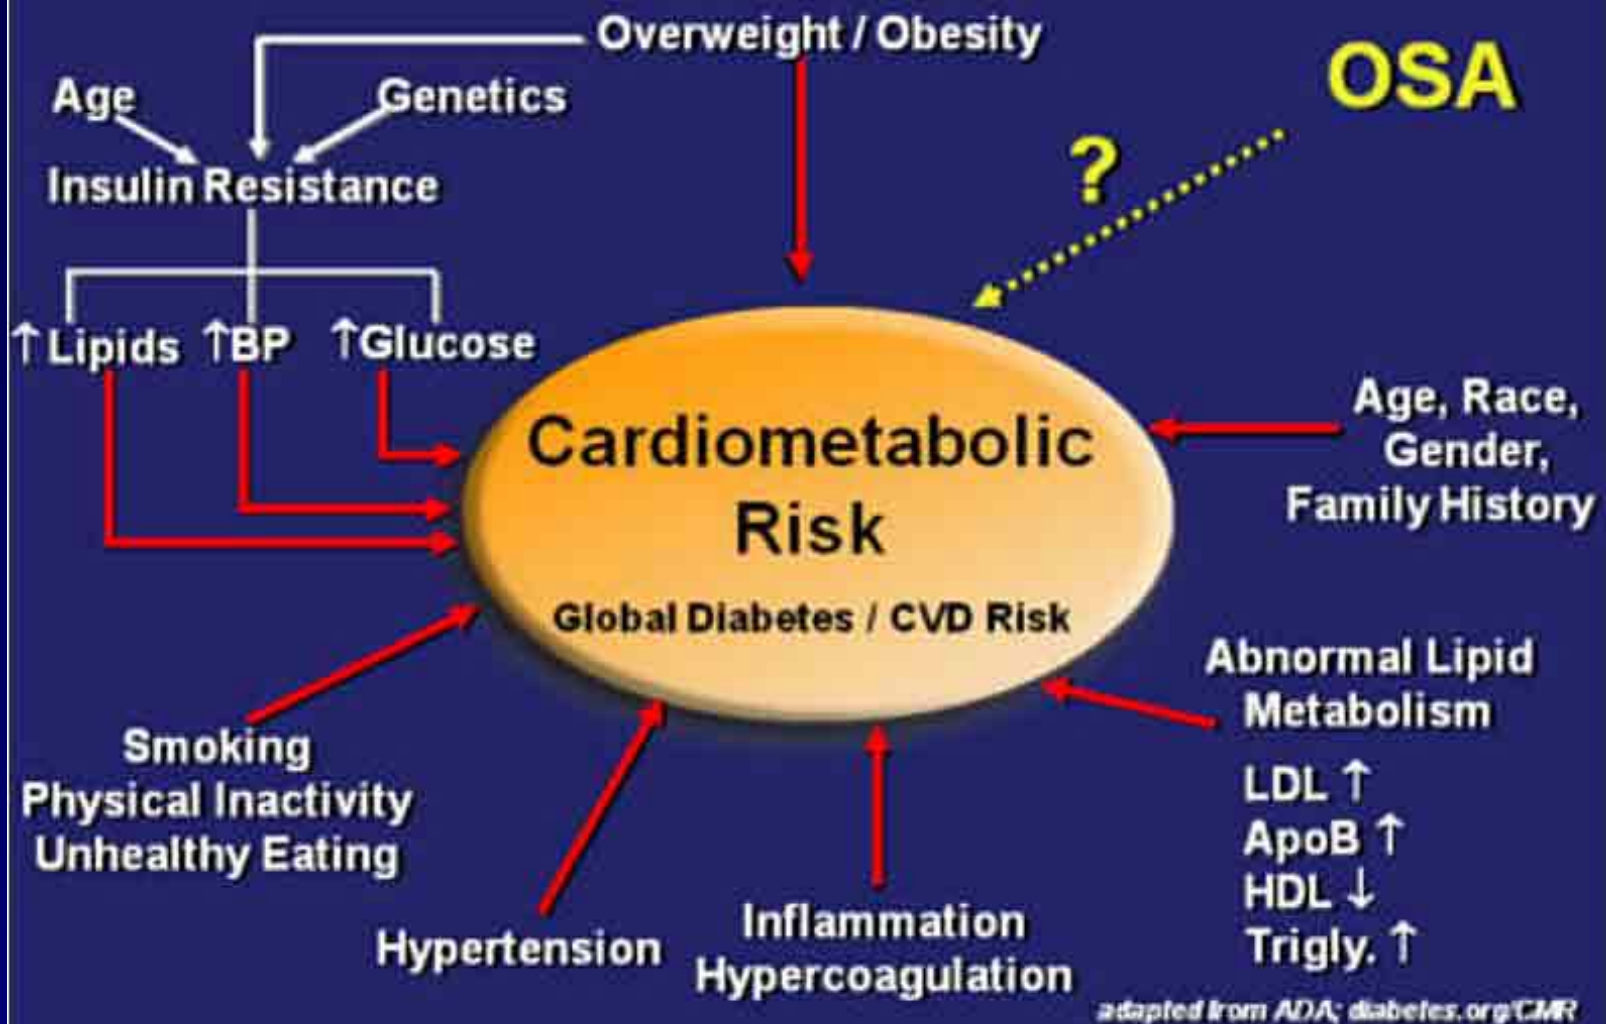 Overweight / Obesity
OSA
Age
Genetics
?
Insulin Resistance
↑Lipids ↑BP ↑Glucose
Cardiometabolic
Risk
Global Diabetes / CVD Risk
Age, Race,
Gender,
Family History
Abnormal Lipid
Metabolism
LDL ↑
ApoB ↑
HDL ↓
Trigly. ↑
Smoking
Physical Inactivity
Unhealthy Eating
Hypertension
Inflammation
Hypercoagulation
adapted from ADA; diabetes.org/CMR